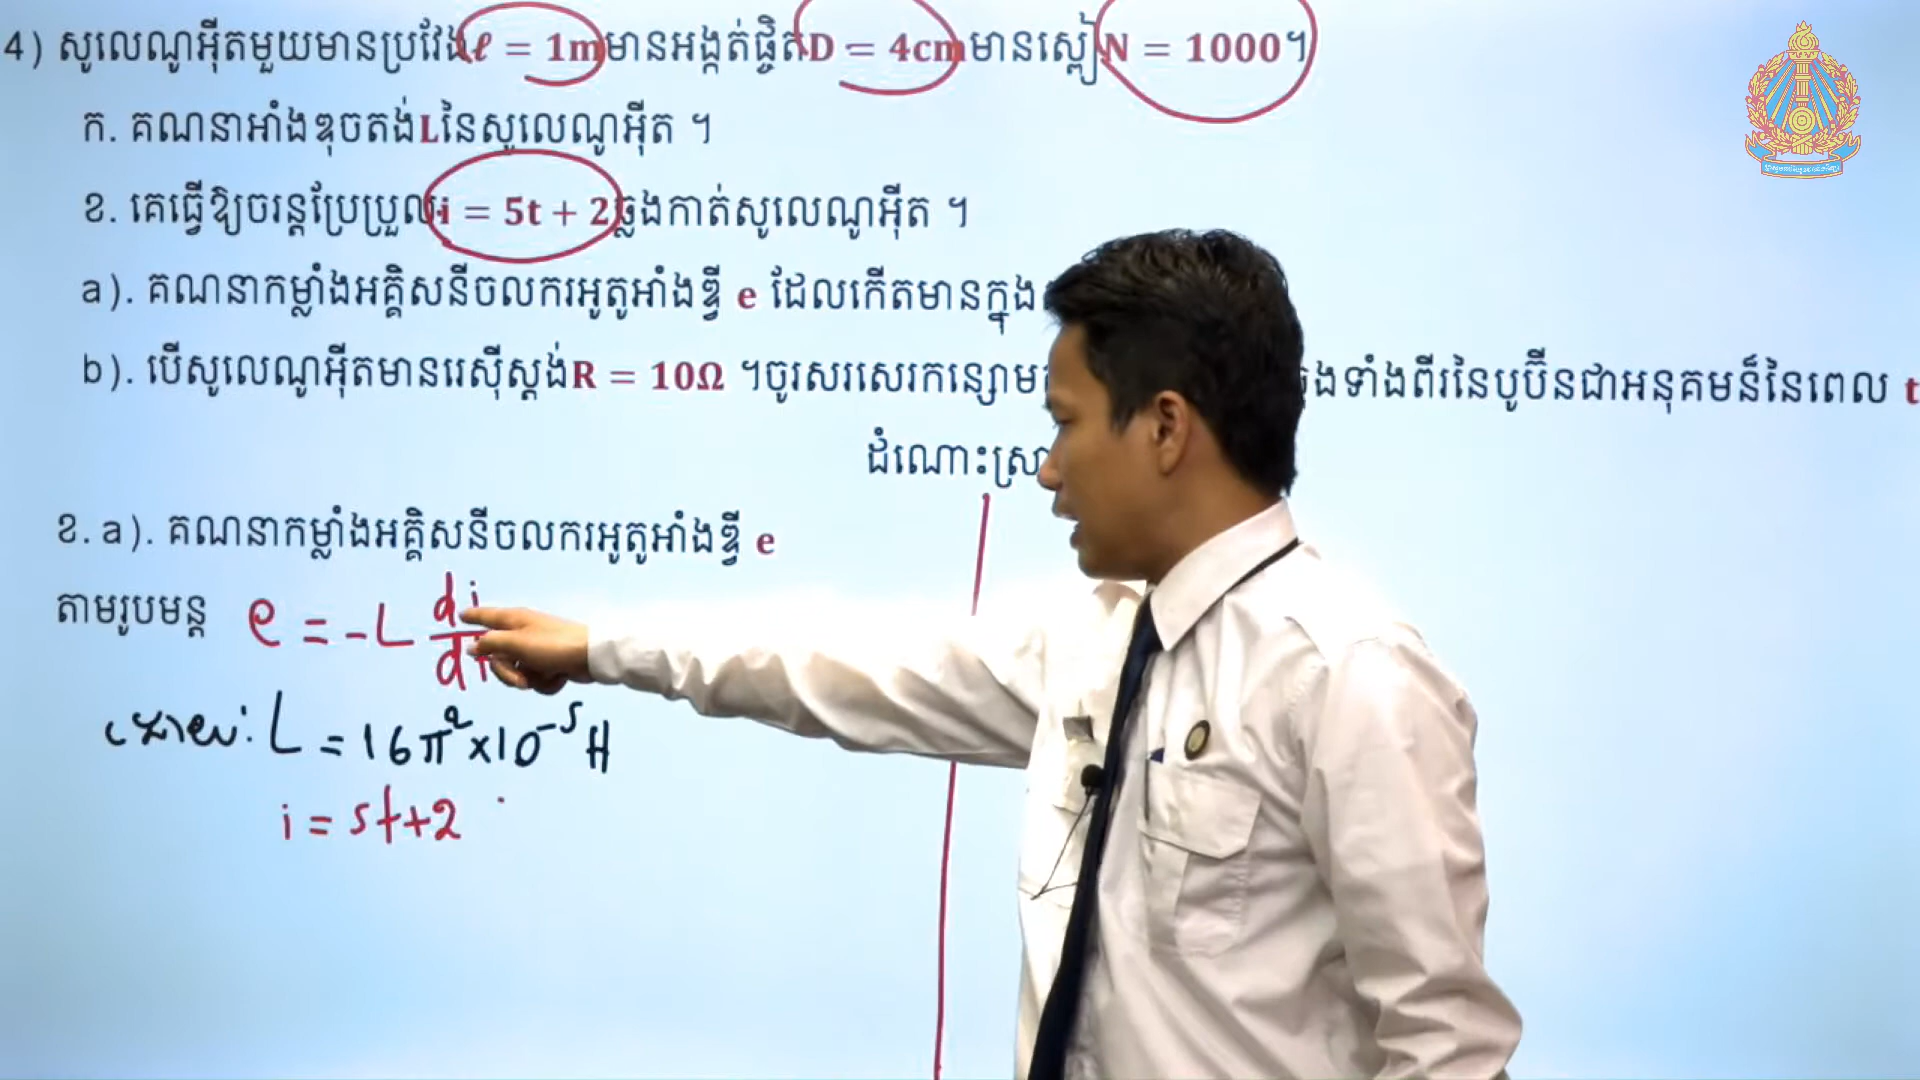 4) សូលេណូអ៊ីតមួយមានប្រវែង ℓ = 1m មានអង្កត់ផ្ចិត D = 4cm មានស្ពៀ N = 1000។
ក. គណនាអាំងឌុចតង់ L នៃសូលេណូអ៊ីត ។
ខ. គេធ្វើឱ្យចរន្តប្រែប្រួល i = 5t + 2 ឆ្លងកាត់សូលេណូអ៊ីត ។
a). គណនាកម្លាំងអគ្គិសនីចលករអូតូអាំងឌ្វី e ដែលកើតមានក្នុង
b). បើសូលេណូអ៊ីតមានរេស៊ីស្តង់ R = 10Ω ។ចូរសរសេរកន្សោម ងទាំងពីរនៃបូប៊ីនជាអនុគមន៏នៃពេល t
ដំណោះស្រា
ខ. a). គណនាកម្លាំងអគ្គិសនីចលករអូតូអាំងឌ្វី e
តាមរូបមន្ត e = -L di/dt
ដោយ: L = 16π² × 10⁻⁵ H
i = 5t+2